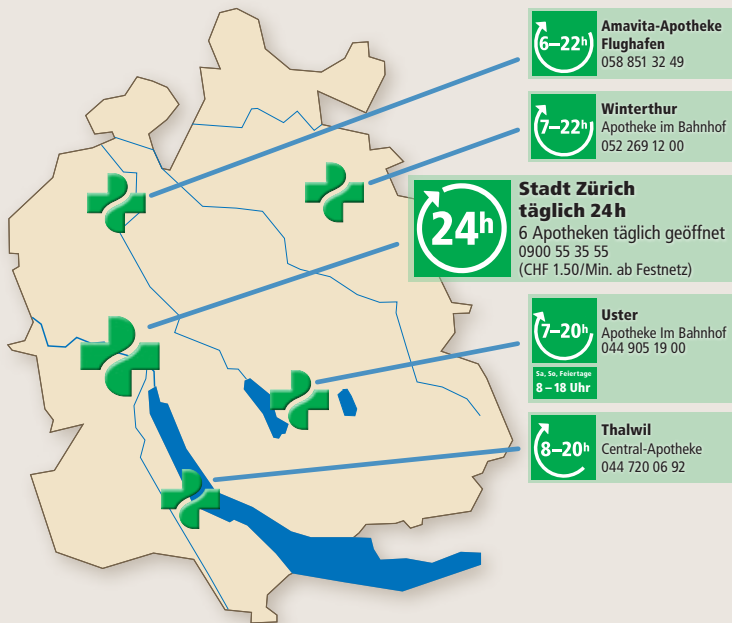 6–22h
Amavita-Apotheke
Flughafen
058 851 32 49
7–22h
Winterthur
Apotheke im Bahnhof
052 269 12 00
24h
Stadt Zürich
täglich 24h
6 Apotheken täglich geöffnet
0900 55 35 55
(CHF 1.50/Min. ab Festnetz)
7–20h
Uster
Apotheke Im Bahnhof
044 905 19 00
Sa, So, Feiertage
8 – 18 Uhr
8–20h
Thalwil
Central-Apotheke
044 720 06 92